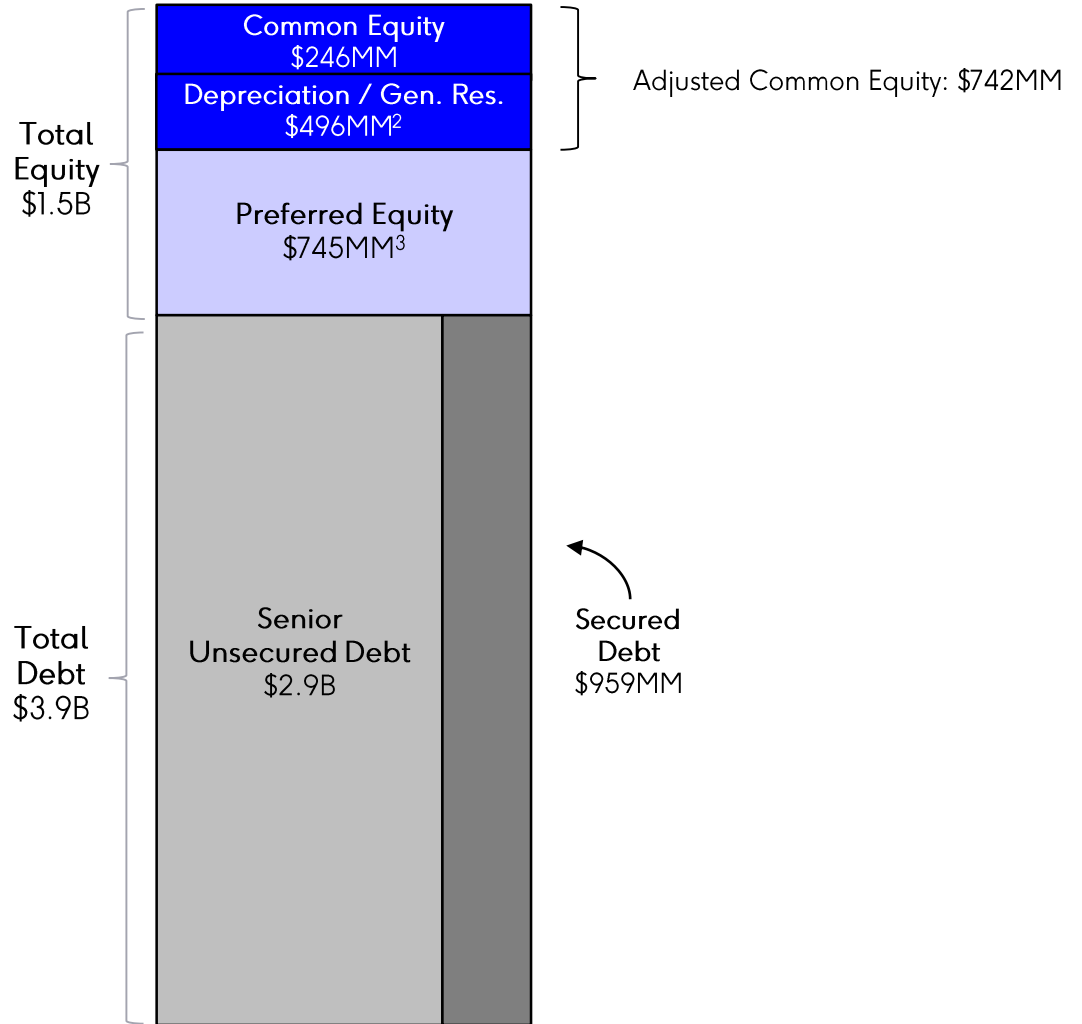 Common Equity
$246MM
Depreciation / Gen. Res.
$496MM²
Adjusted Common Equity: $742MM
Total
Equity
$1.5B
Preferred Equity
$745MM³
Senior
Unsecured Debt
$2.9B
Secured
Debt
$959MM
Total
Debt
$3.9B